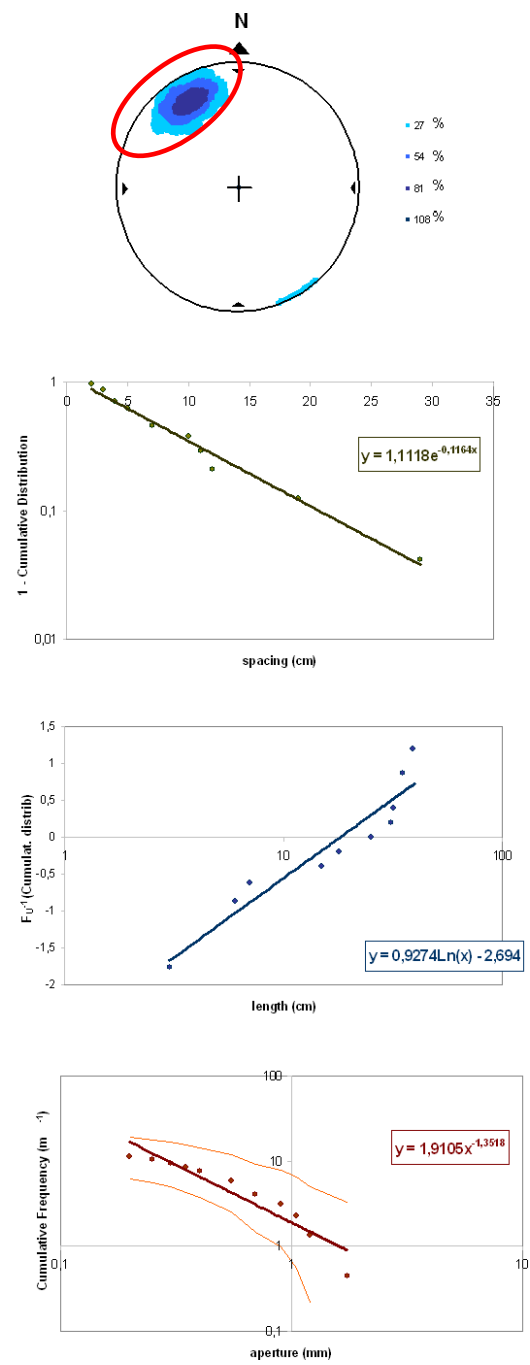 N
27 %
54 %
81 %
108 %
1
0 5 10 15 20 25 30 35
0,1
0,01
1 - Cumulative Distribution
y = 1,1118e^-0,1164x
spacing (cm)
1,5
1
0,5
0
-0,5
-1
-1,5
-2
1 10 100
FU^-1 (Cumulat. distrib)
y = 0,9274Ln(x) - 2,694
length (cm)
100
10
1
0,1
0,1 1 10
Cumulative Frequency (m ^-1)
y = 1,9105x^-1,3518
aperture (mm)